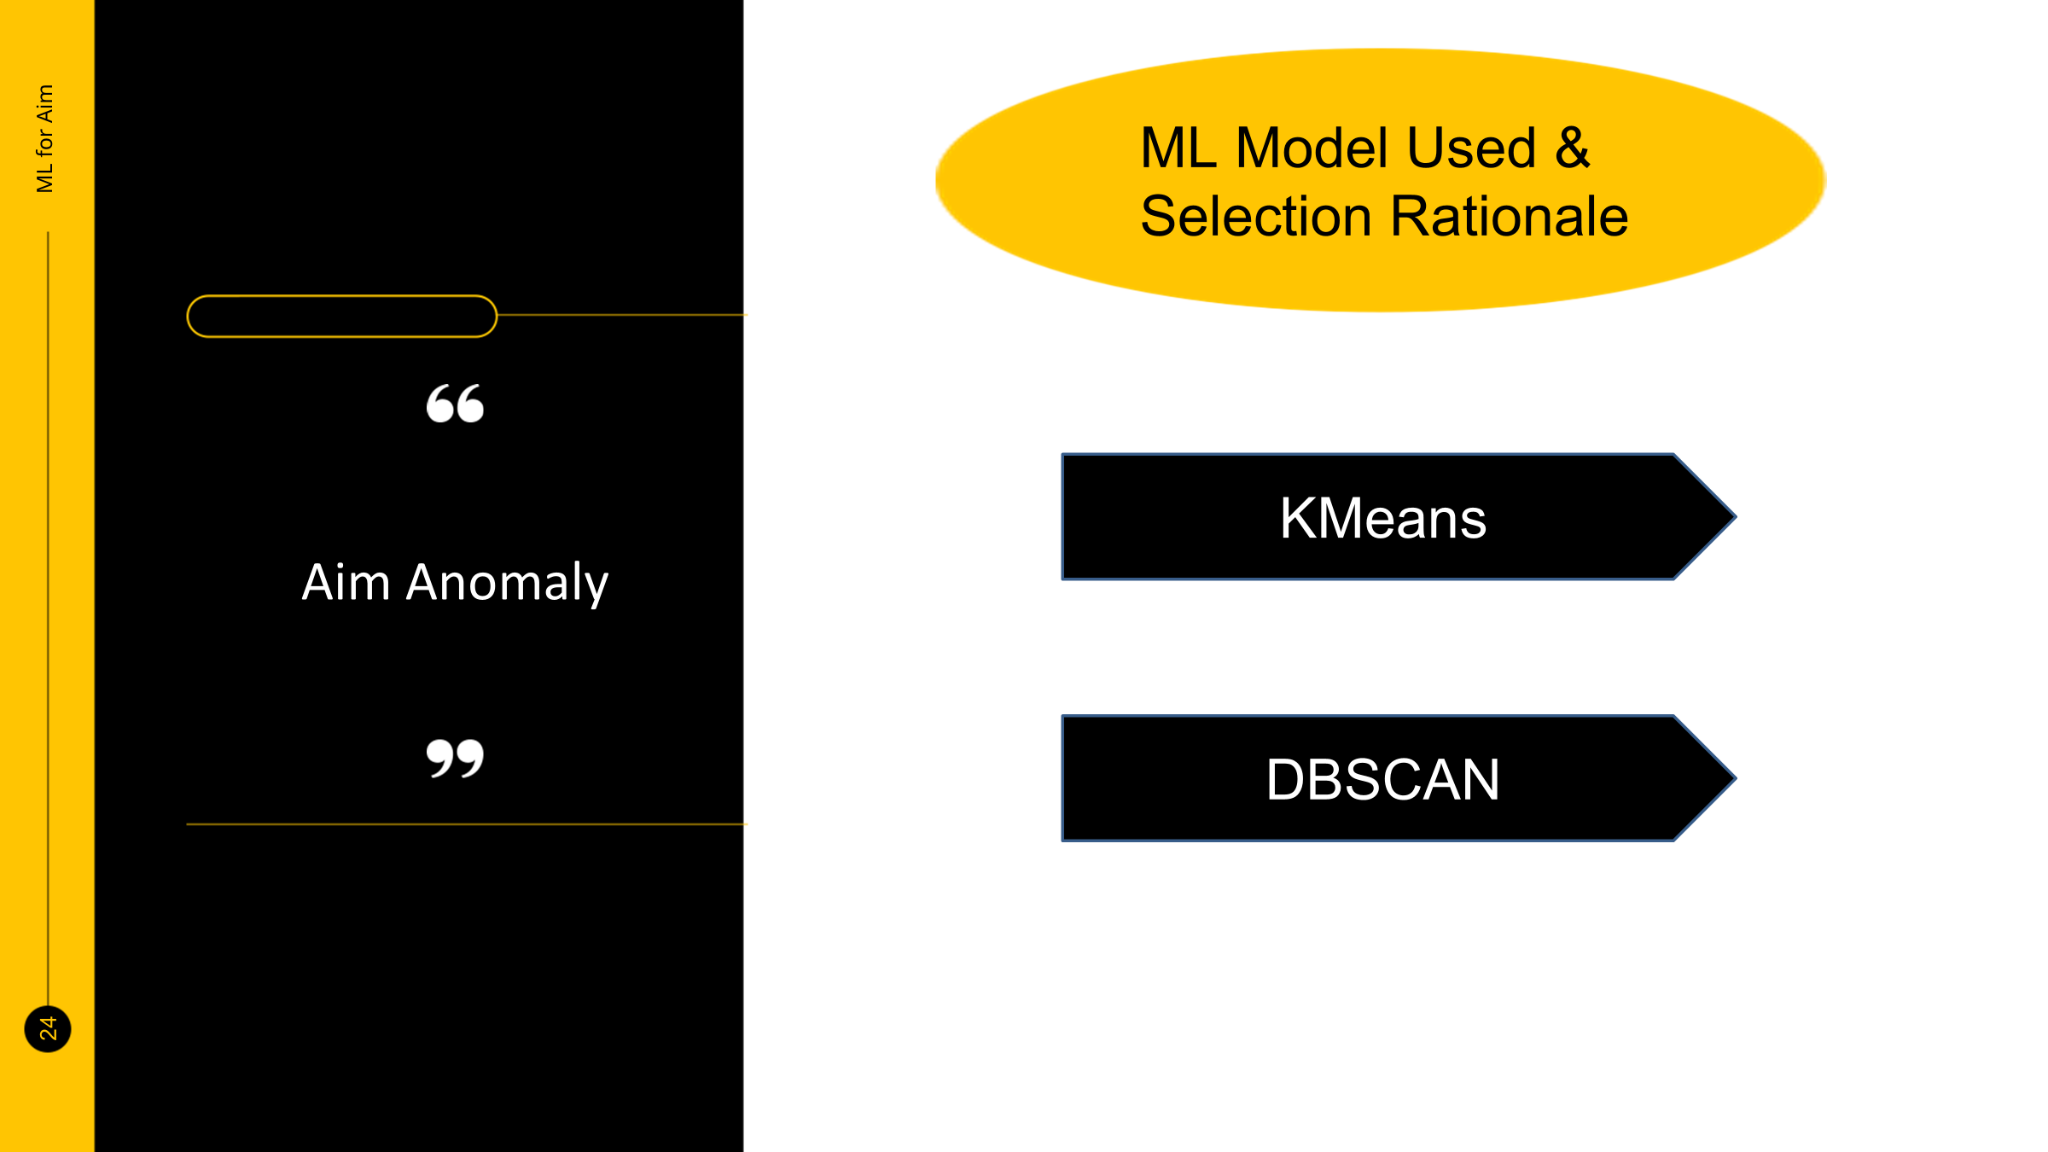 ML for Aim
24
“
Aim Anomaly
”
ML Model Used &
Selection Rationale
KMeans
DBSCAN